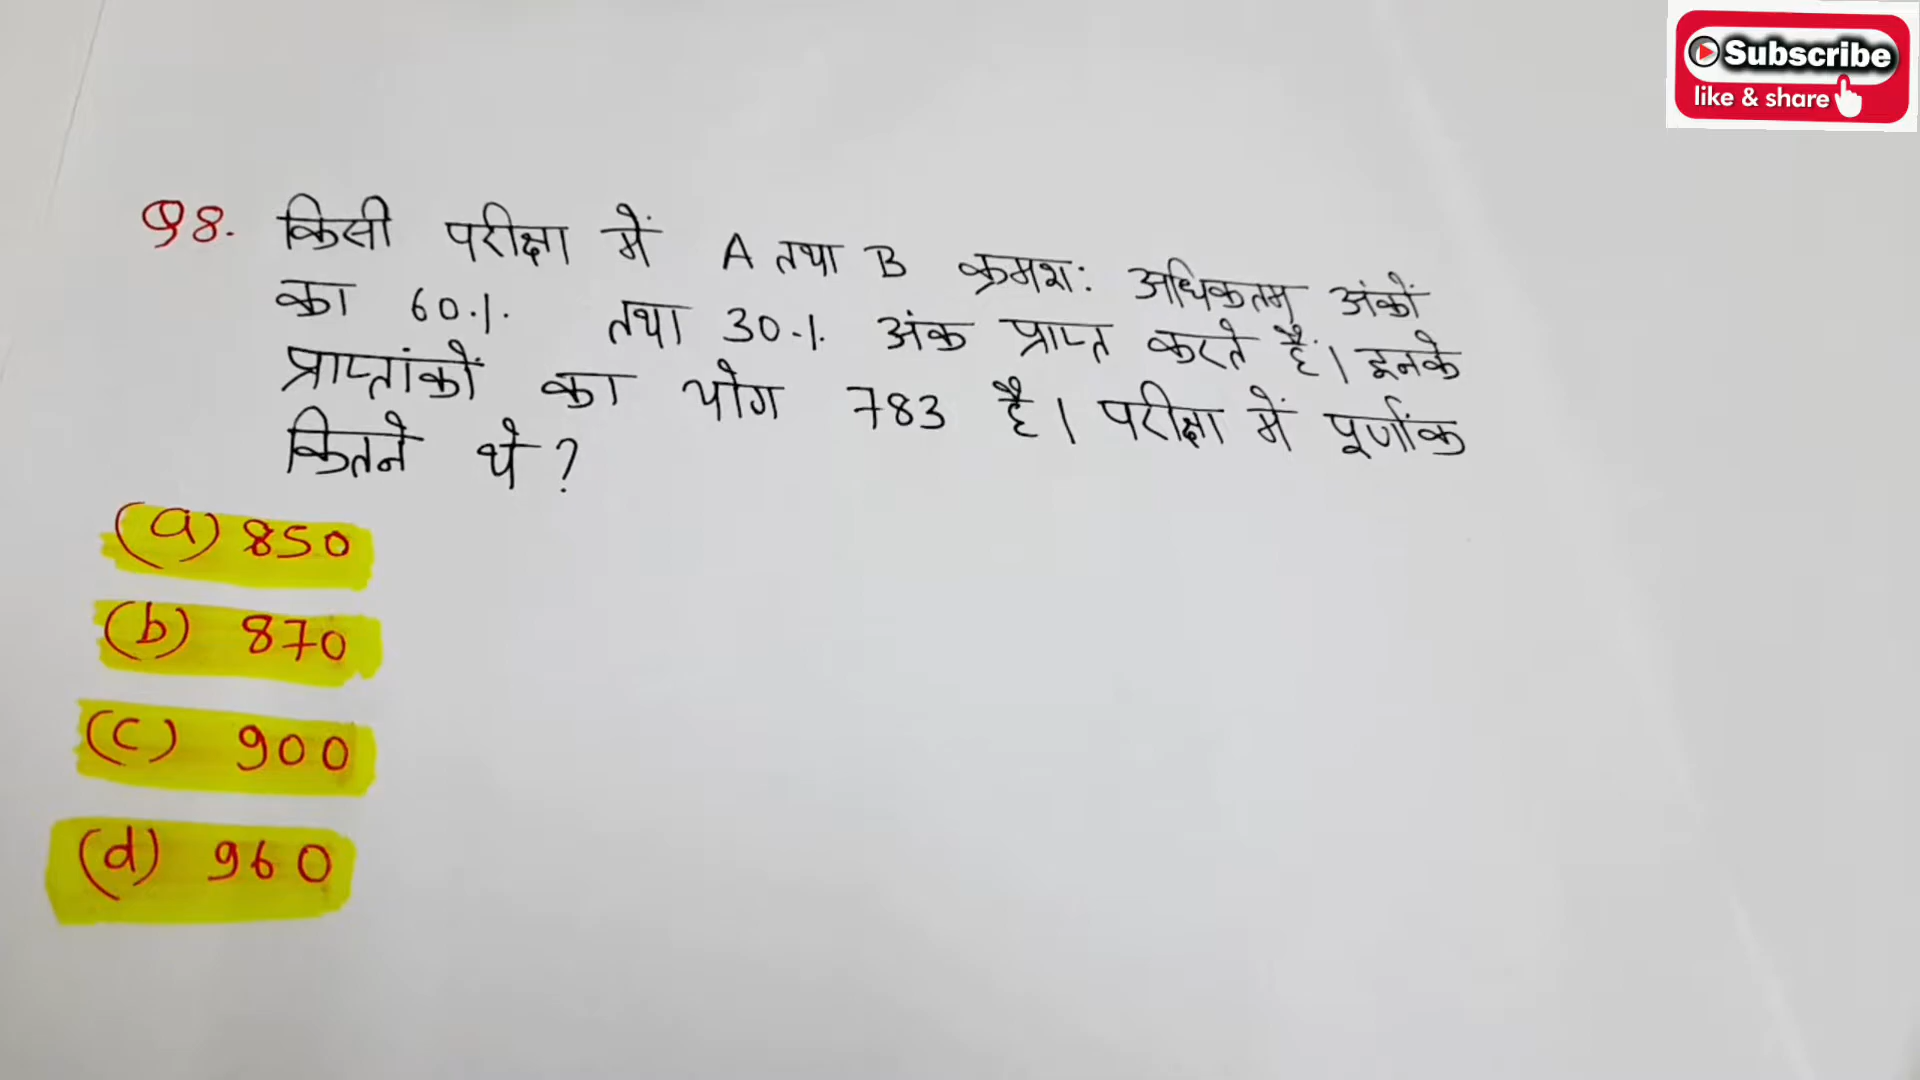 Subscribe
like & share
Q8. किसी परीक्षा में A तथा B क्रमशः अधिकतम अंकों
का 60% तथा 30% अंक प्राप्त करते हैं। इनके
प्राप्तांकों का योग 783 है। परीक्षा में पूर्णांक
कितने थे?
(a) 850
(b) 870
(c) 900
(d) 960